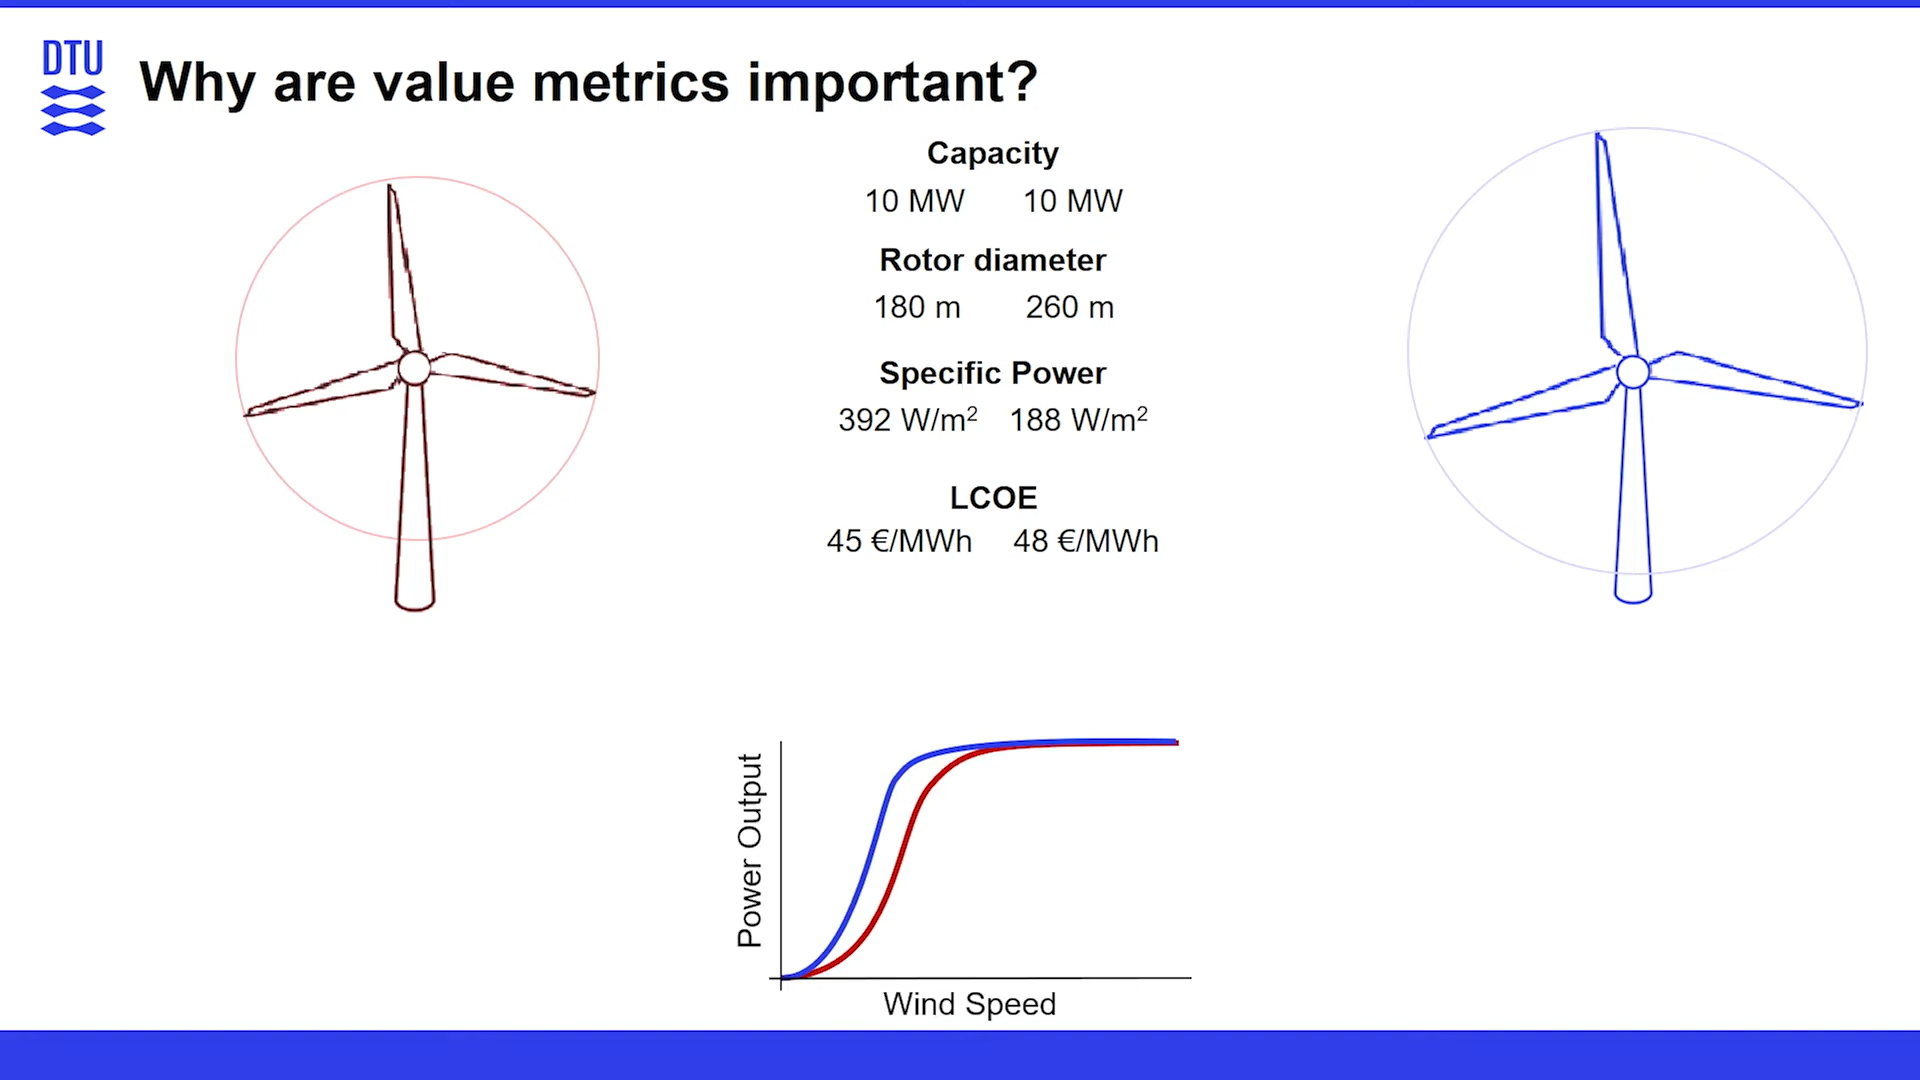 DTU
Why are value metrics important?
Capacity
10 MW 10 MW
Rotor diameter
180 m 260 m
Specific Power
392 W/m² 188 W/m²
LCOE
45 €/MWh 48 €/MWh
Power Output
Wind Speed